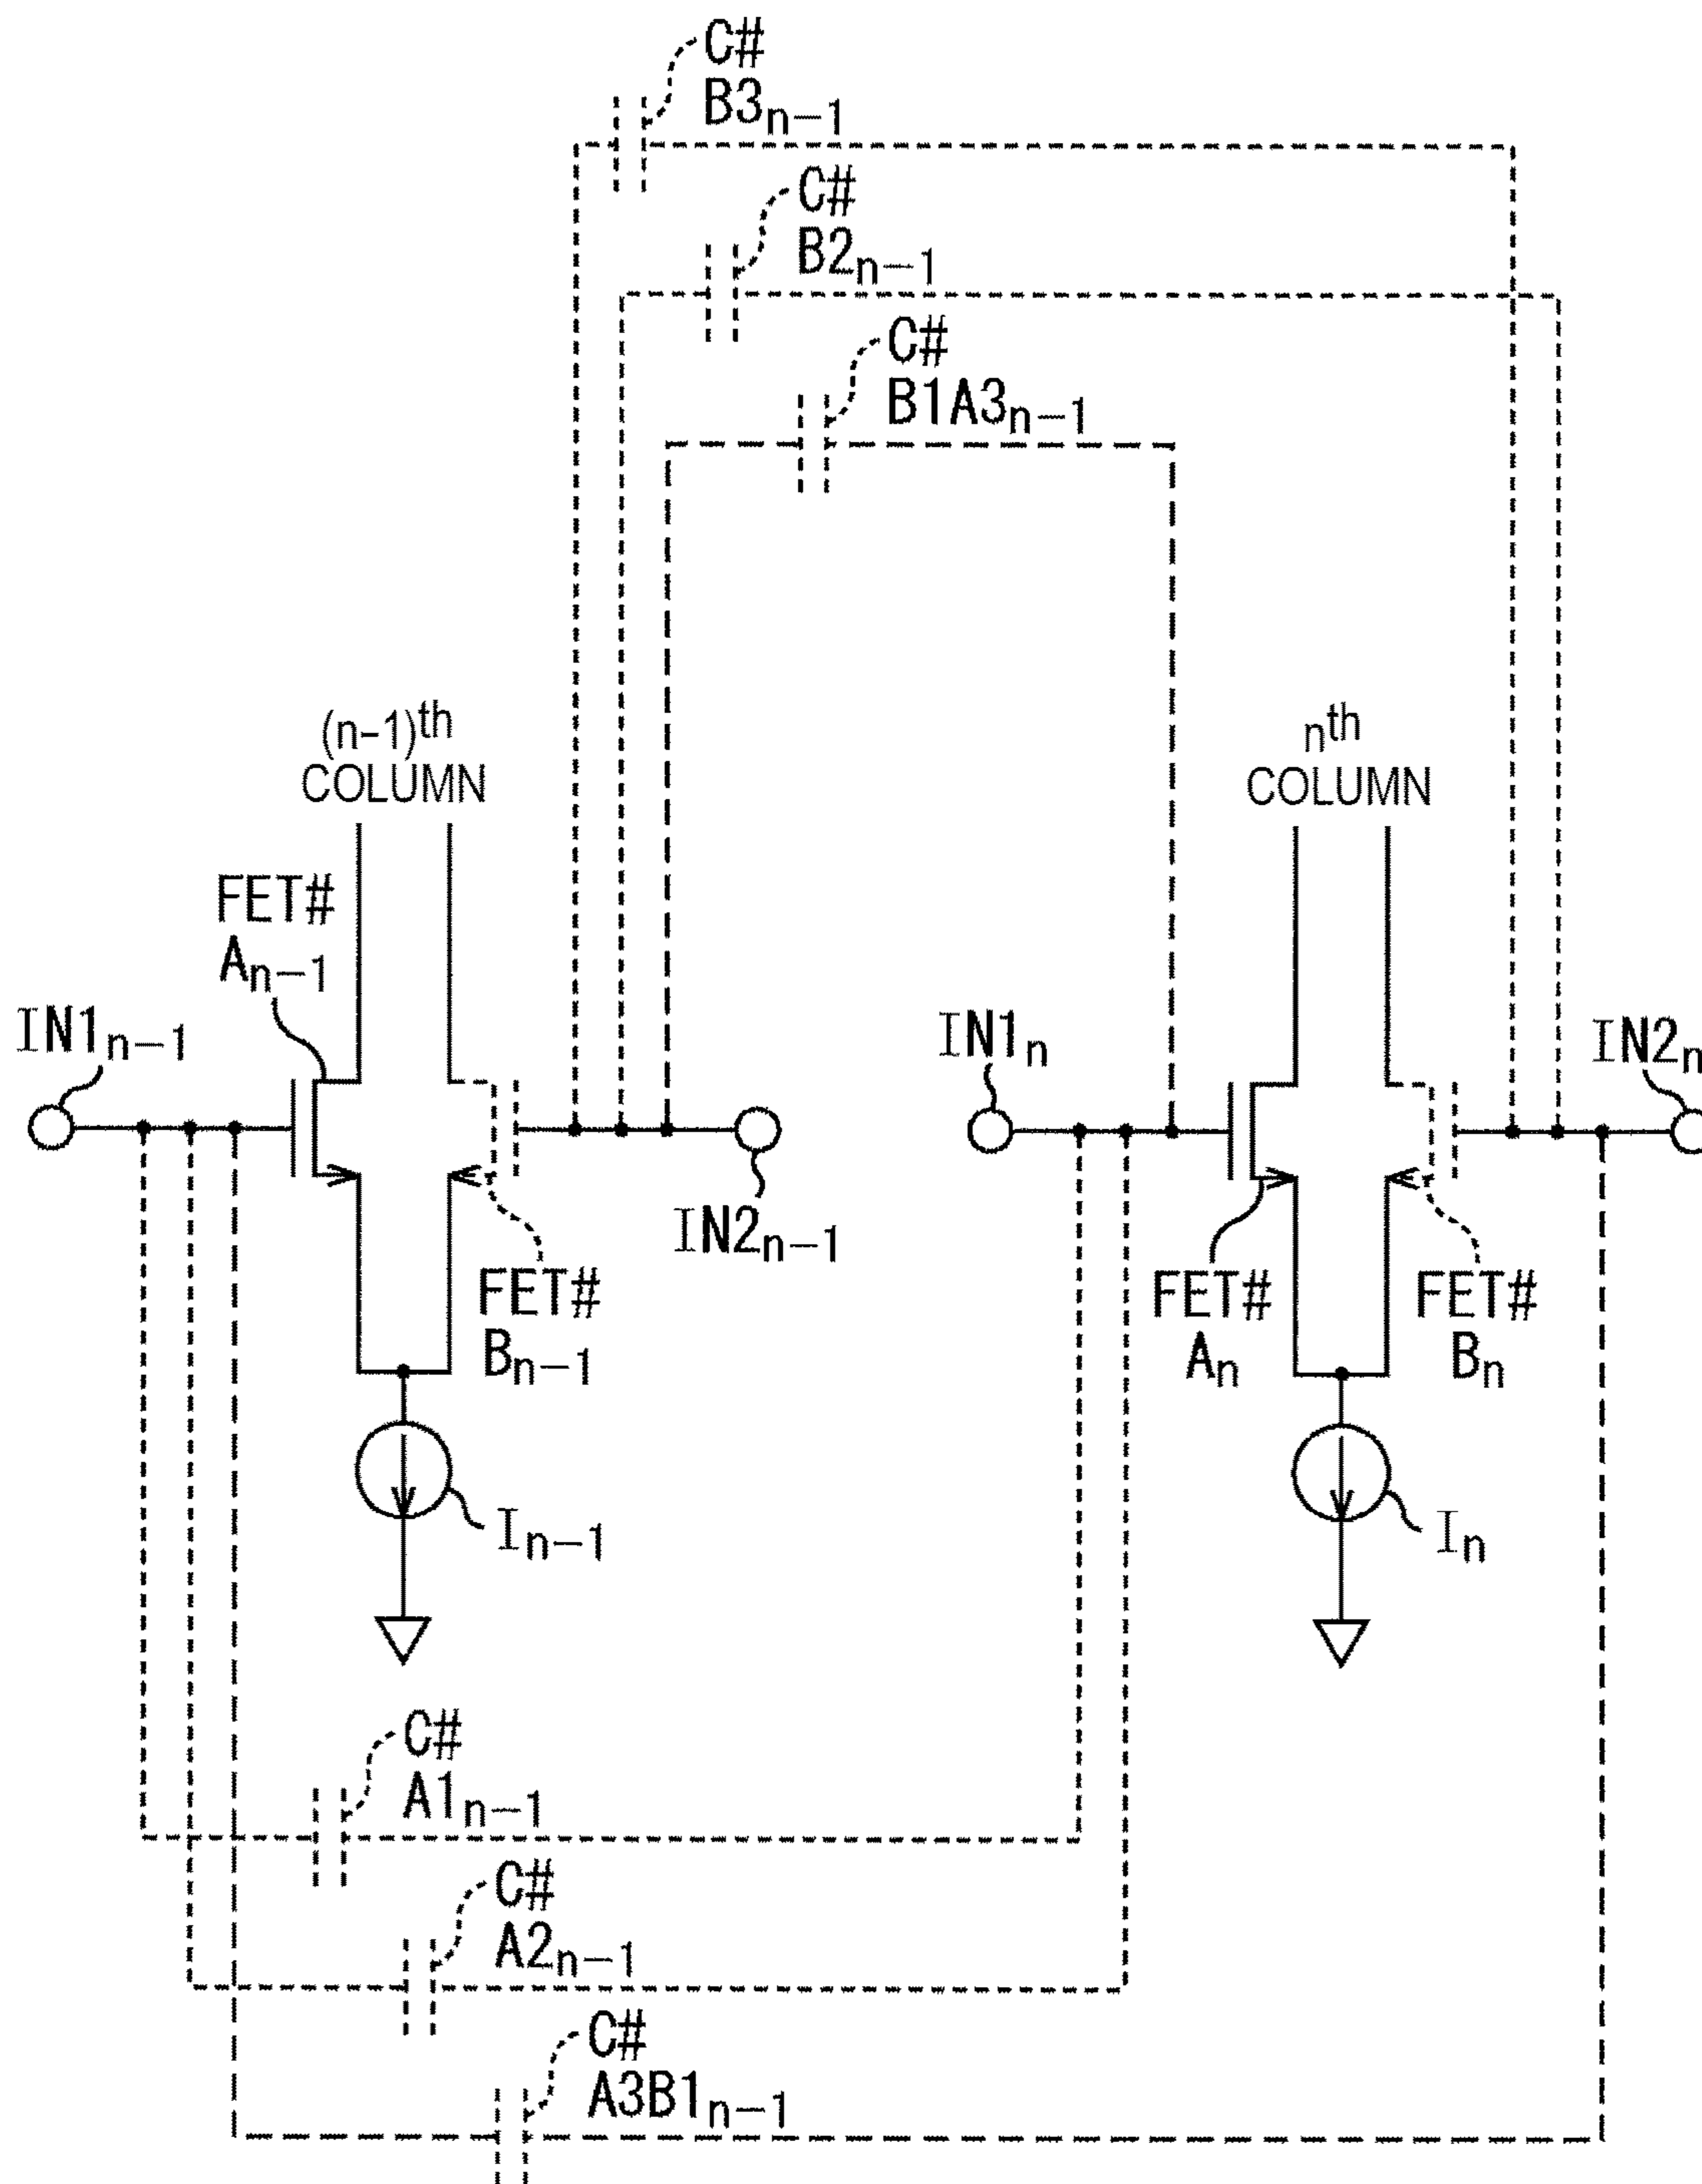 C#
B3n-1
C#
B2n-1
C#
B1A3n-1
(n-1)th
COLUMN
nth
COLUMN
FET#
An-1
IN1n-1
IN1n
IN2n
IN2n-1
FET#
Bn-1
FET#
An
FET#
Bn
In-1
In
C#
A1n-1
C#
A2n-1
C#
A3B1n-1